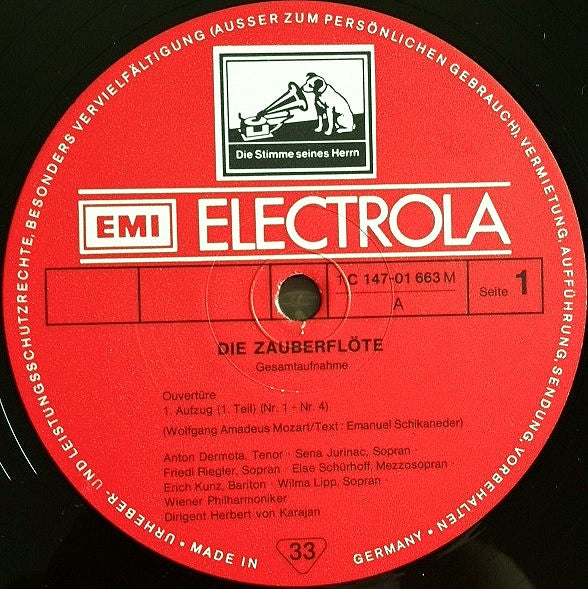 URHEBER- UND LEISTUNGSSCHUTZRECHTE, BESONDERS VERVIELFÄLTIGUNG (AUSSER ZUM PERSÖNLICHEN GEBRAUCH), VERMIETUNG, AUFFÜHRUNG, SENDUNG, VORBEHALTEN • MADE IN GERMANY •
Die Stimme seines Herrn
EMI ELECTROLA
1 C 147-01 663 M
A
Seite 1
DIE ZAUBERFLÖTE
Gesamtaufnahme
Ouvertüre
1. Aufzug (1. Teil) (Nr. 1 - Nr. 4)
(Wolfgang Amadeus Mozart/Text: Emanuel Schikaneder)
Anton Dermota, Tenor · Sena Jurinac, Sopran ·
Friedl Riegler, Sopran · Else Schürhoff, Mezzosopran ·
Erich Kunz, Bariton · Wilma Lipp, Sopran ·
Wiener Philharmoniker
Dirigent Herbert von Karajan
33